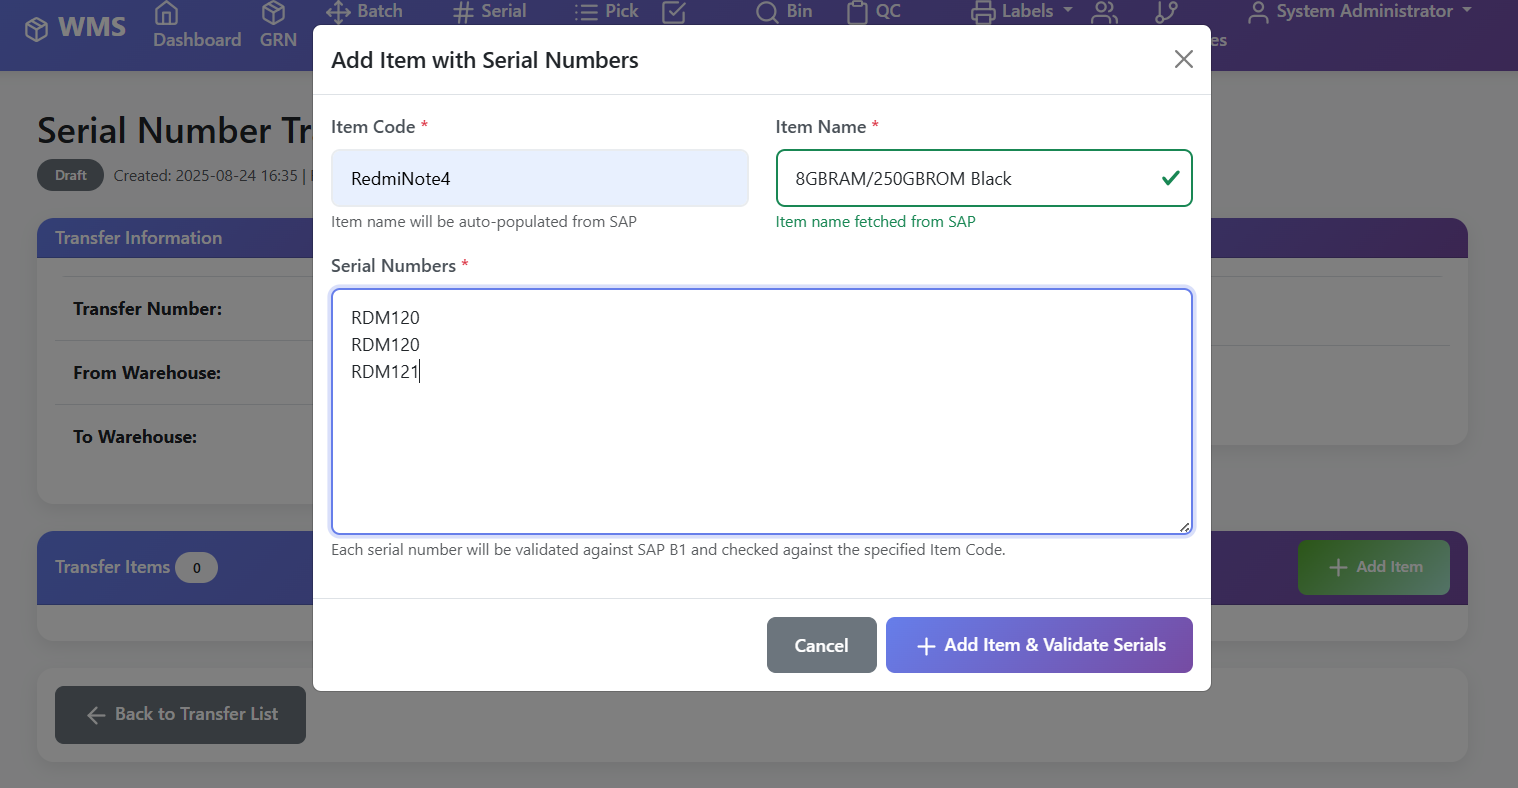 WMS
Dashboard
GRN
Batch
Serial
Pick
Bin
QC
Labels
es
System Administrator
Add Item with Serial Numbers
Item Code *
Item Name *
RedmiNote4
8GBRAM/250GBROM Black
Item name will be auto-populated from SAP
Item name fetched from SAP
Serial Numbers *
RDM120
RDM120
RDM121
Each serial number will be validated against SAP B1 and checked against the specified Item Code.
Cancel
Add Item & Validate Serials
Serial Number Tr
Draft
Created: 2025-08-24 16:35 |
Transfer Information
Transfer Number:
From Warehouse:
To Warehouse:
Transfer Items 0
Add Item
Back to Transfer List